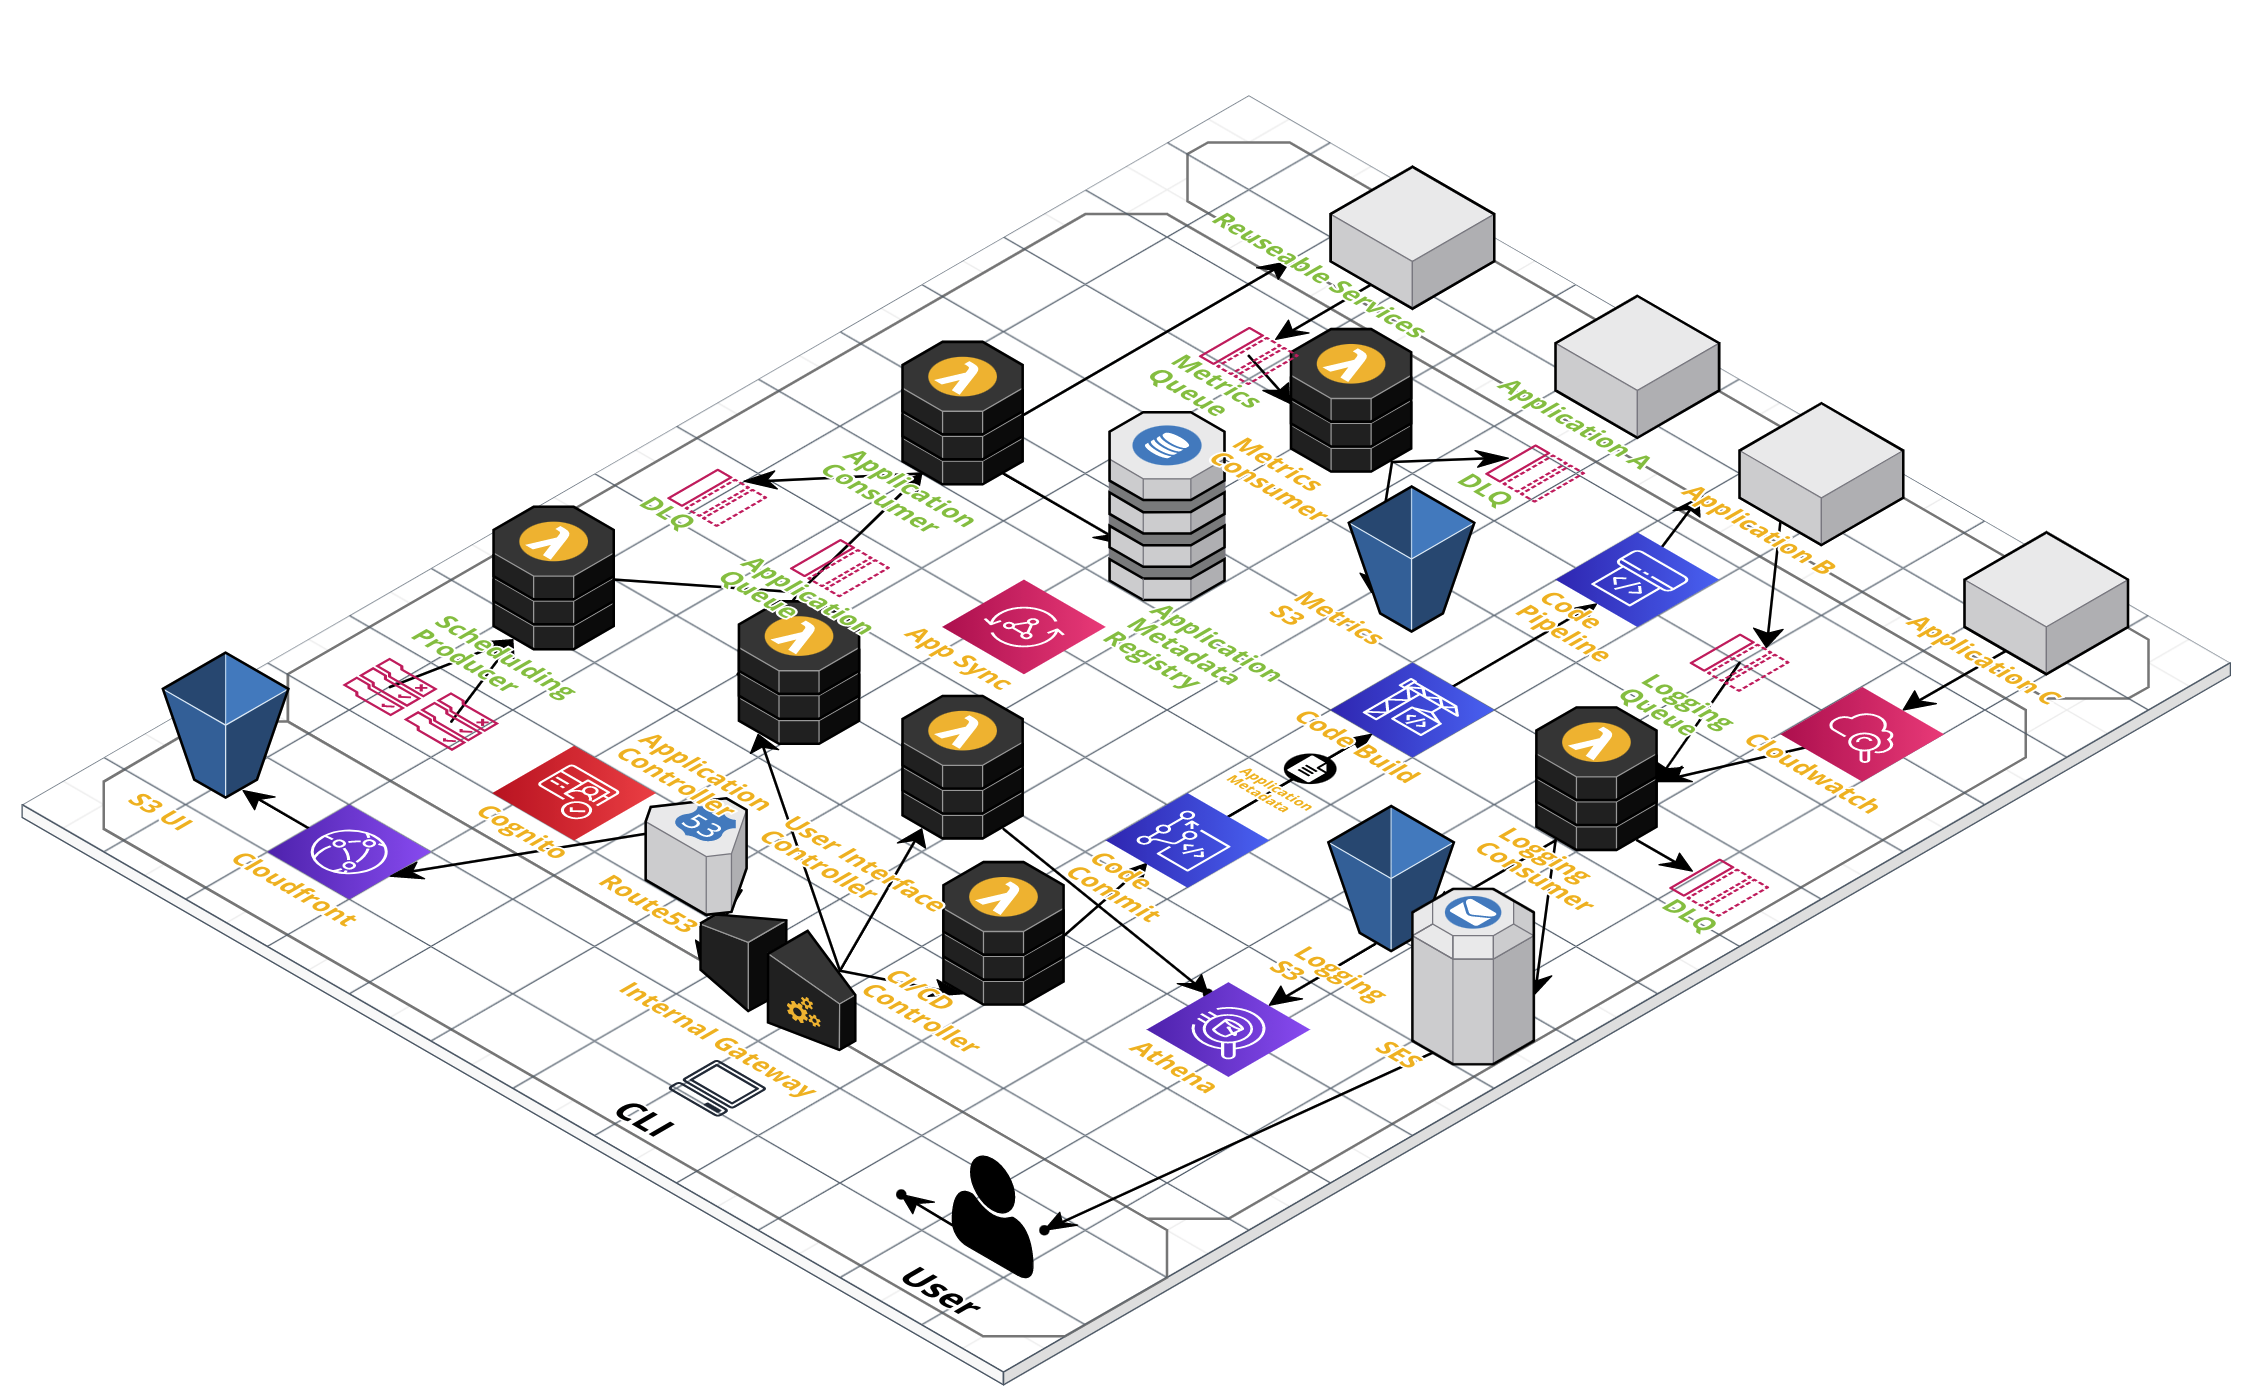 Reuseable Services
Metrics
Queue
Application A
Metrics
Consumer
DLQ
Application B
Application
Consumer
DLQ
Application
Queue
Application
Scheduling
Producer
App Sync
Application
Metadata
Registry
Metrics
S3
Code
Pipeline
Application C
Logging
Queue
Cloudwatch
Code Build
Application
Metadata
Application
Controller
S3 UI
Cognito
53
Cloudfront
Route53
User Interface
Controller
Code
Commit
Logging
Consumer
DLQ
Logging
S3
CI/CD
Controller
Internal Gateway
Athena
SES
CLI
User